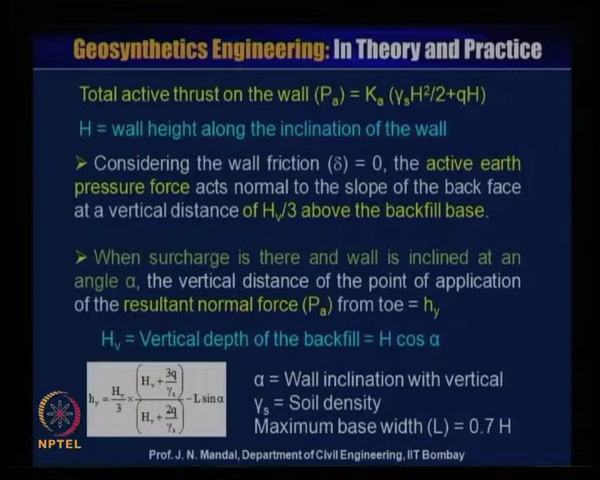 Geosynthetics Engineering: In Theory and Practice
Total active thrust on the wall (Pₐ) = Kₐ (γₛH²/2+qH)
H = wall height along the inclination of the wall
➢ Considering the wall friction (δ) = 0, the active earth
pressure force acts normal to the slope of the back face
at a vertical distance of Hᵥ/3 above the backfill base.
➢ When surcharge is there and wall is inclined at an
angle α, the vertical distance of the point of application
of the resultant normal force (Pₐ) from toe = hᵧ
Hᵥ = Vertical depth of the backfill = H cos α
hᵧ = Hᵥ/3 × (Hᵥ + 3q/γₛ)/(Hᵥ + 2q/γₛ) − L sin α
α = Wall inclination with vertical
γₛ = Soil density
Maximum base width (L) = 0.7 H
NPTEL
Prof. J. N. Mandal, Department of Civil Engineering, IIT Bombay